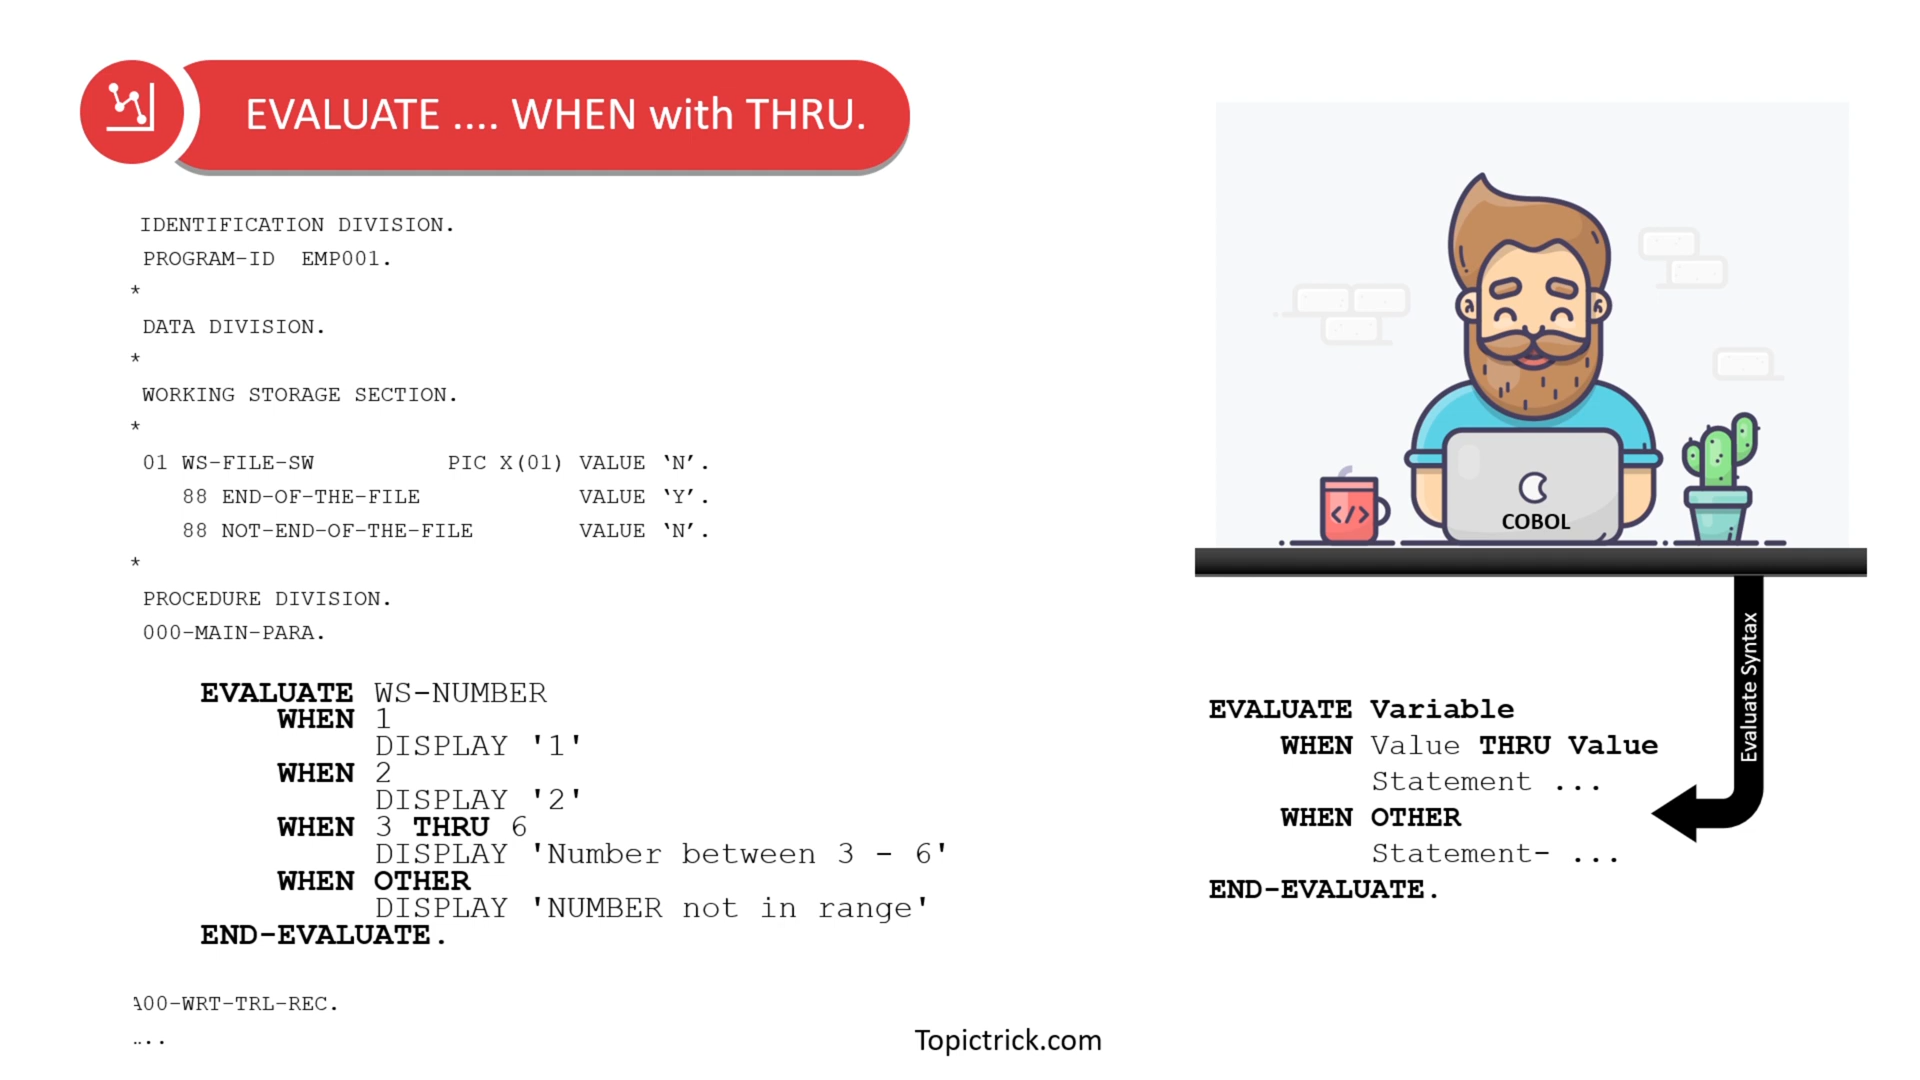 EVALUATE .... WHEN with THRU.
IDENTIFICATION DIVISION.
PROGRAM-ID  EMP001.
*
DATA DIVISION.
*
WORKING STORAGE SECTION.
*
01 WS-FILE-SW          PIC X(01) VALUE ‘N’.
88 END-OF-THE-FILE            VALUE ‘Y’.
88 NOT-END-OF-THE-FILE        VALUE ‘N’.
*
PROCEDURE DIVISION.
000-MAIN-PARA.
EVALUATE WS-NUMBER
WHEN 1
DISPLAY '1'
WHEN 2
DISPLAY '2'
WHEN 3 THRU 6
DISPLAY 'Number between 3 - 6'
WHEN OTHER
DISPLAY 'NUMBER not in range'
END-EVALUATE.
A00-WRT-TRL-REC.
...
</>
COBOL
Evaluate Syntax
EVALUATE Variable
WHEN Value THRU Value
Statement ...
WHEN OTHER
Statement- ...
END-EVALUATE.
Topictrick.com